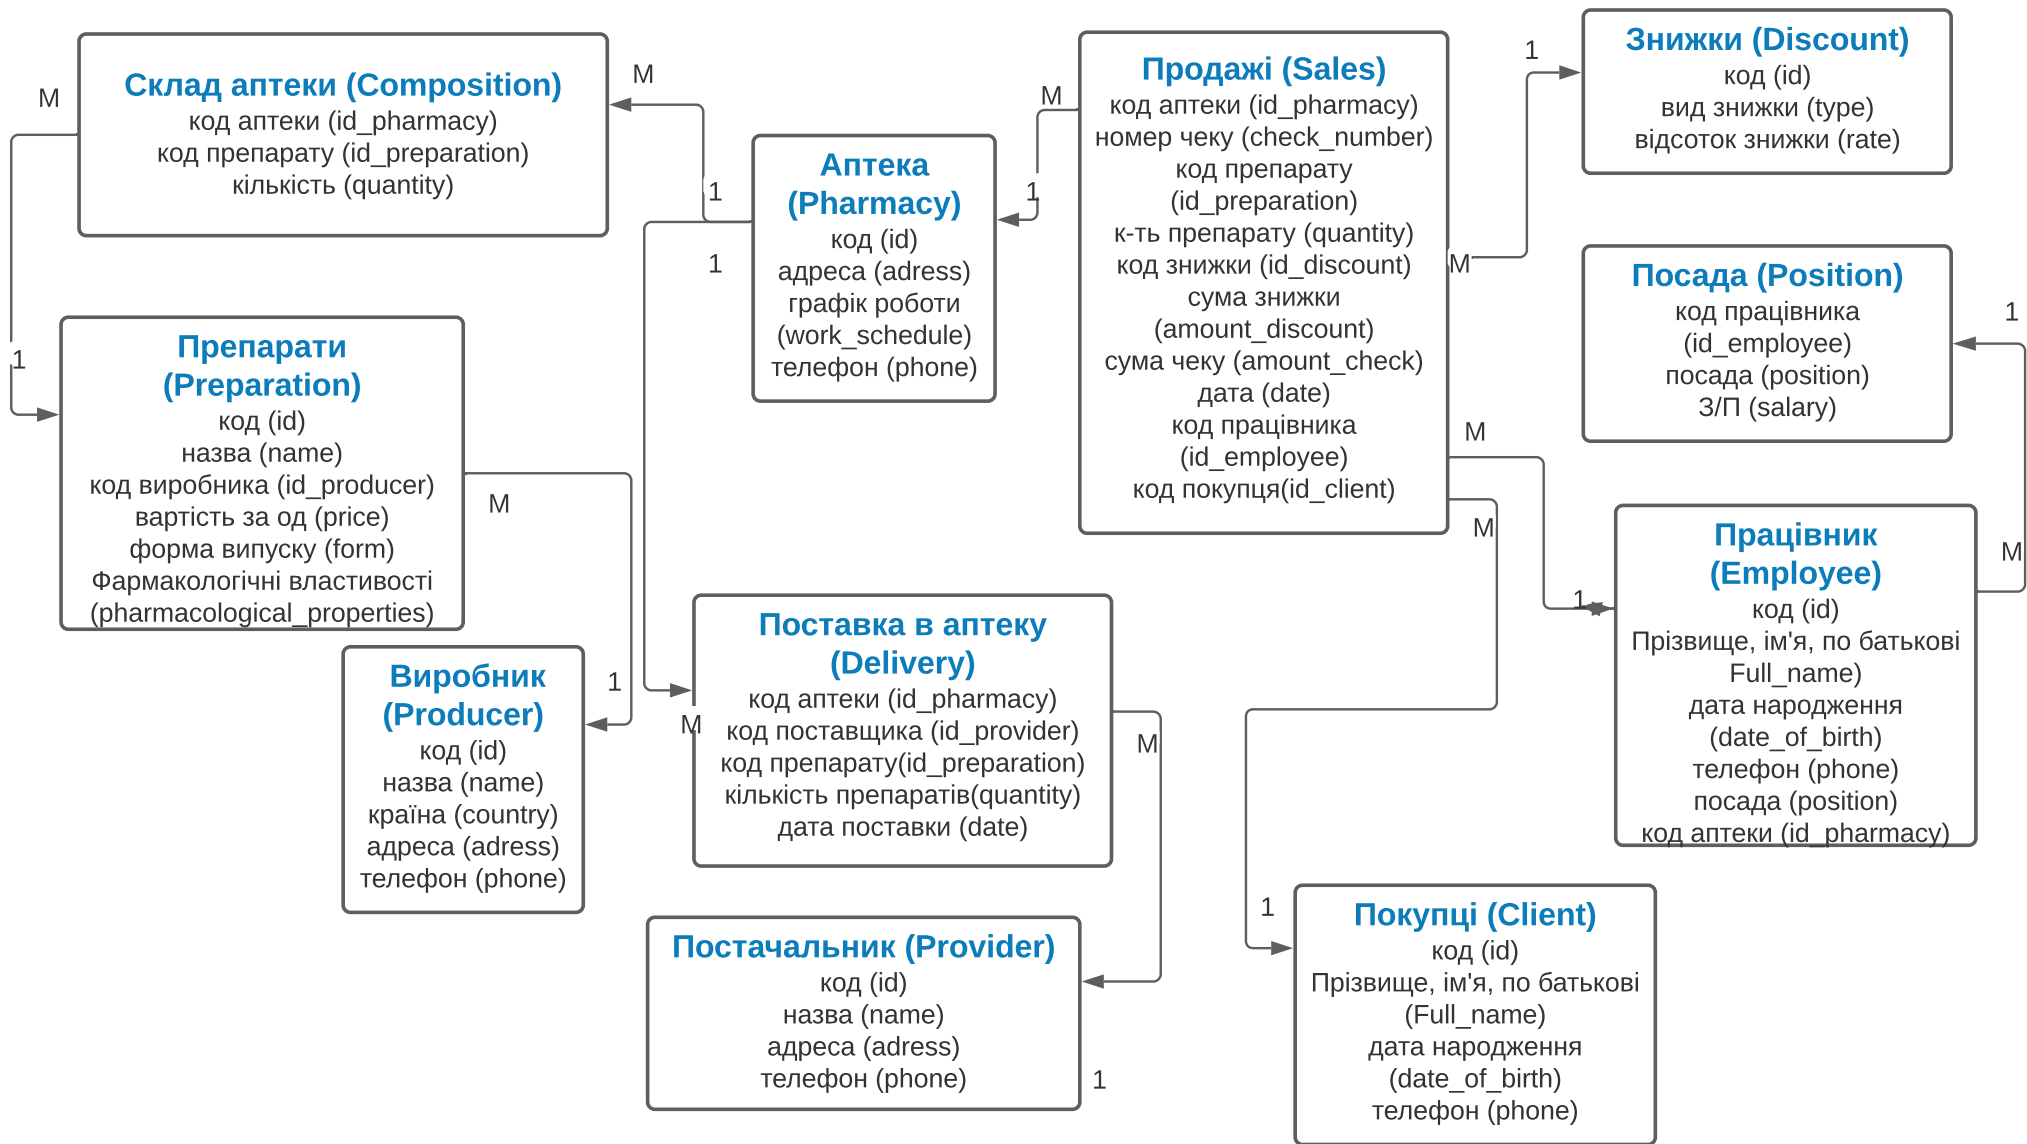 Склад аптеки (Composition)
код аптеки (id_pharmacy)
код препарату (id_preparation)
кількість (quantity)
M
M
1
1
Препарати
(Preparation)
код (id)
назва (name)
код виробника (id_producer)
вартість за од (price)
форма випуску (form)
Фармакологічні властивості
(pharmacological_properties)
M
1
Виробник
(Producer)
код (id)
назва (name)
країна (country)
адреса (adress)
телефон (phone)
Аптека
(Pharmacy)
код (id)
адреса (adress)
графік роботи
(work_schedule)
телефон (phone)
1
M
1
M
Поставка в аптеку
(Delivery)
код аптеки (id_pharmacy)
код поставщика (id_provider)
код препарату(id_preparation)
кількість препаратів(quantity)
дата поставки (date)
M
Постачальник (Provider)
код (id)
назва (name)
адреса (adress)
телефон (phone)
1
Продажі (Sales)
код аптеки (id_pharmacy)
номер чеку (check_number)
код препарату
(id_preparation)
к-ть препарату (quantity)
код знижки (id_discount)
сума знижки
(amount_discount)
сума чеку (amount_check)
дата (date)
код працівника
(id_employee)
код покупця(id_client)
M
1
M
1
M
1
Знижки (Discount)
код (id)
вид знижки (type)
відсоток знижки (rate)
Посада (Position)
код працівника
(id_employee)
посада (position)
З/П (salary)
1
M
Працівник
(Employee)
код (id)
Прізвище, ім'я, по батькові
Full_name)
дата народження
(date_of_birth)
телефон (phone)
посада (position)
код аптеки (id_pharmacy)
Покупці (Client)
код (id)
Прізвище, ім'я, по батькові
(Full_name)
дата народження
(date_of_birth)
телефон (phone)